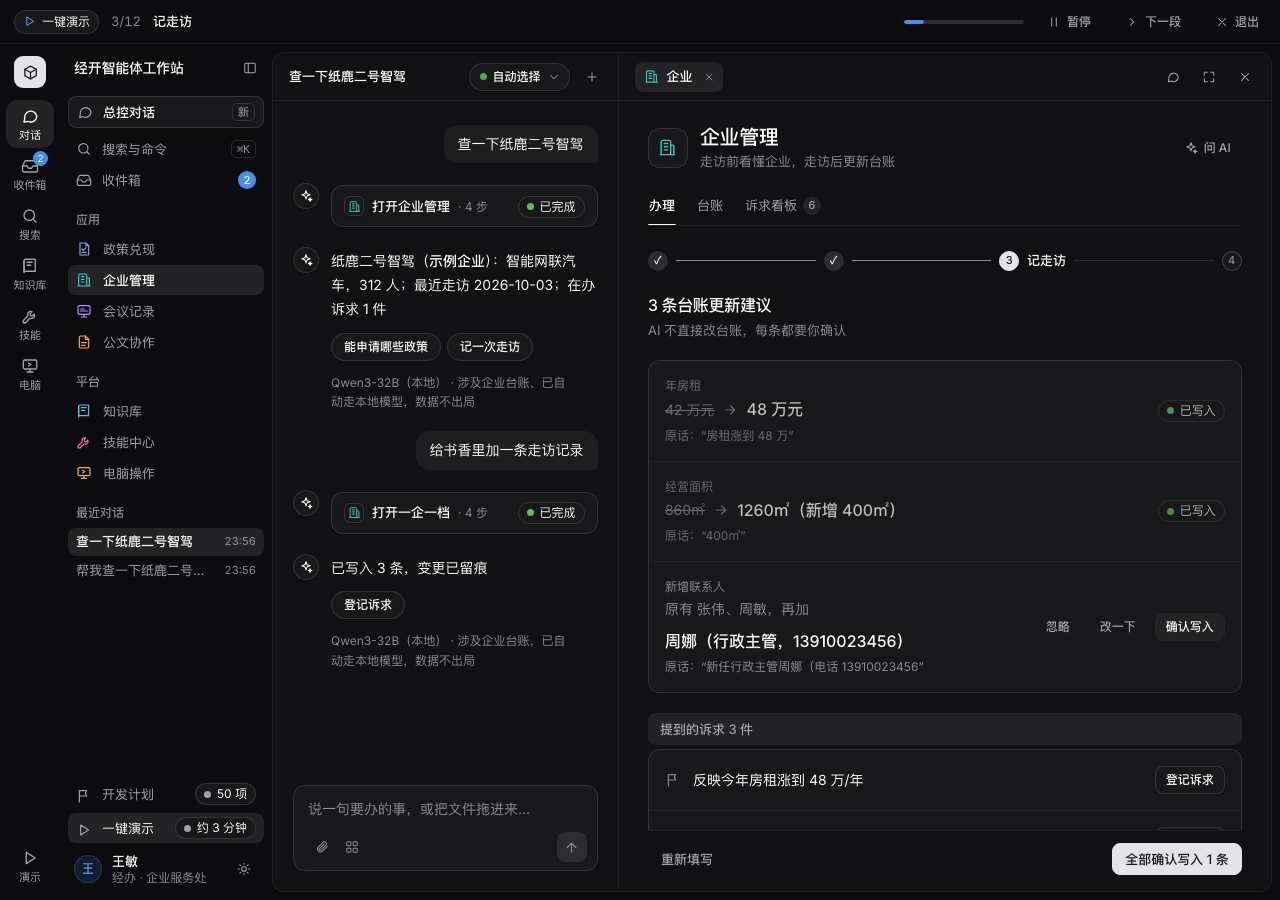 一键演示 3/12 记走访
暂停 下一段 退出
对话
2
收件箱
搜索
知识库
技能
电脑
演示
经开智能体工作站
总控对话 新
搜索与命令 ⌘K
收件箱 2
应用
政策兑现
企业管理
会议记录
公文协作
平台
知识库
技能中心
电脑操作
最近对话
查一下纸鹿二号智驾 23:56
帮我查一下纸鹿二号... 23:56
开发计划 50 项
一键演示 约 3 分钟
王 王敏
经办 · 企业服务处
查一下纸鹿二号智驾 自动选择
查一下纸鹿二号智驾
打开企业管理 · 4 步 已完成
纸鹿二号智驾（示例企业）：智能网联汽
车，312 人；最近走访 2026-10-03；在办
诉求 1 件
能申请哪些政策 记一次走访
Qwen3-32B（本地） · 涉及企业台账，已自
动走本地模型，数据不出局
给书香里加一条走访记录
打开一企一档 · 4 步 已完成
已写入 3 条，变更已留痕
登记诉求
Qwen3-32B（本地） · 涉及企业台账，已自
动走本地模型，数据不出局
说一句要办的事，或把文件拖进来...
企业
企业管理
走访前看懂企业，走访后更新台账
问 AI
办理 台账 诉求看板 6
3 记走访 4
3 条台账更新建议
AI 不直接改台账，每条都要你确认
年房租
42 万元 → 48 万元 已写入
原话：“房租涨到 48 万”
经营面积
860㎡ → 1260㎡（新增 400㎡） 已写入
原话：“400㎡”
新增联系人
原有 张伟、周敏，再加
周娜（行政主管，13910023456）
原话：“新任行政主管周娜（电话 13910023456”
忽略 改一下 确认写入
提到的诉求 3 件
反映今年房租涨到 48 万/年 登记诉求
重新填写 全部确认写入 1 条